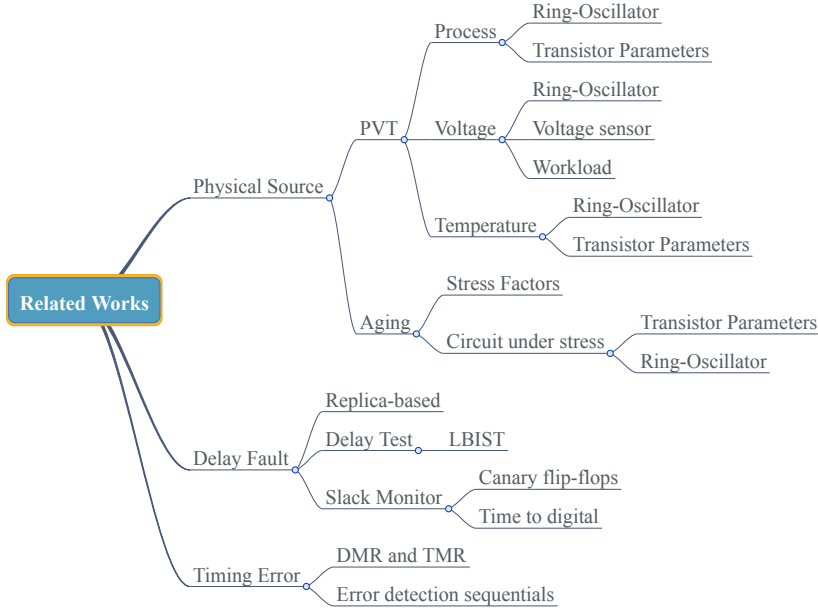 Related Works
Physical Source
PVT
Process
Ring-Oscillator
Transistor Parameters
Voltage
Ring-Oscillator
Voltage sensor
Workload
Temperature
Ring-Oscillator
Transistor Parameters
Aging
Stress Factors
Circuit under stress
Transistor Parameters
Ring-Oscillator
Delay Fault
Replica-based
Delay Test
LBIST
Slack Monitor
Canary flip-flops
Time to digital
Timing Error
DMR and TMR
Error detection sequentials